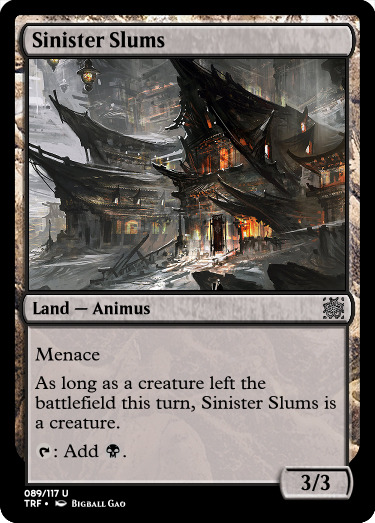 Sinister Slums
Land — Animus
Menace
As long as a creature left the
battlefield this turn, Sinister Slums is
a creature.
: Add .
3/3
089/117 U
TRF • Bigball Gao